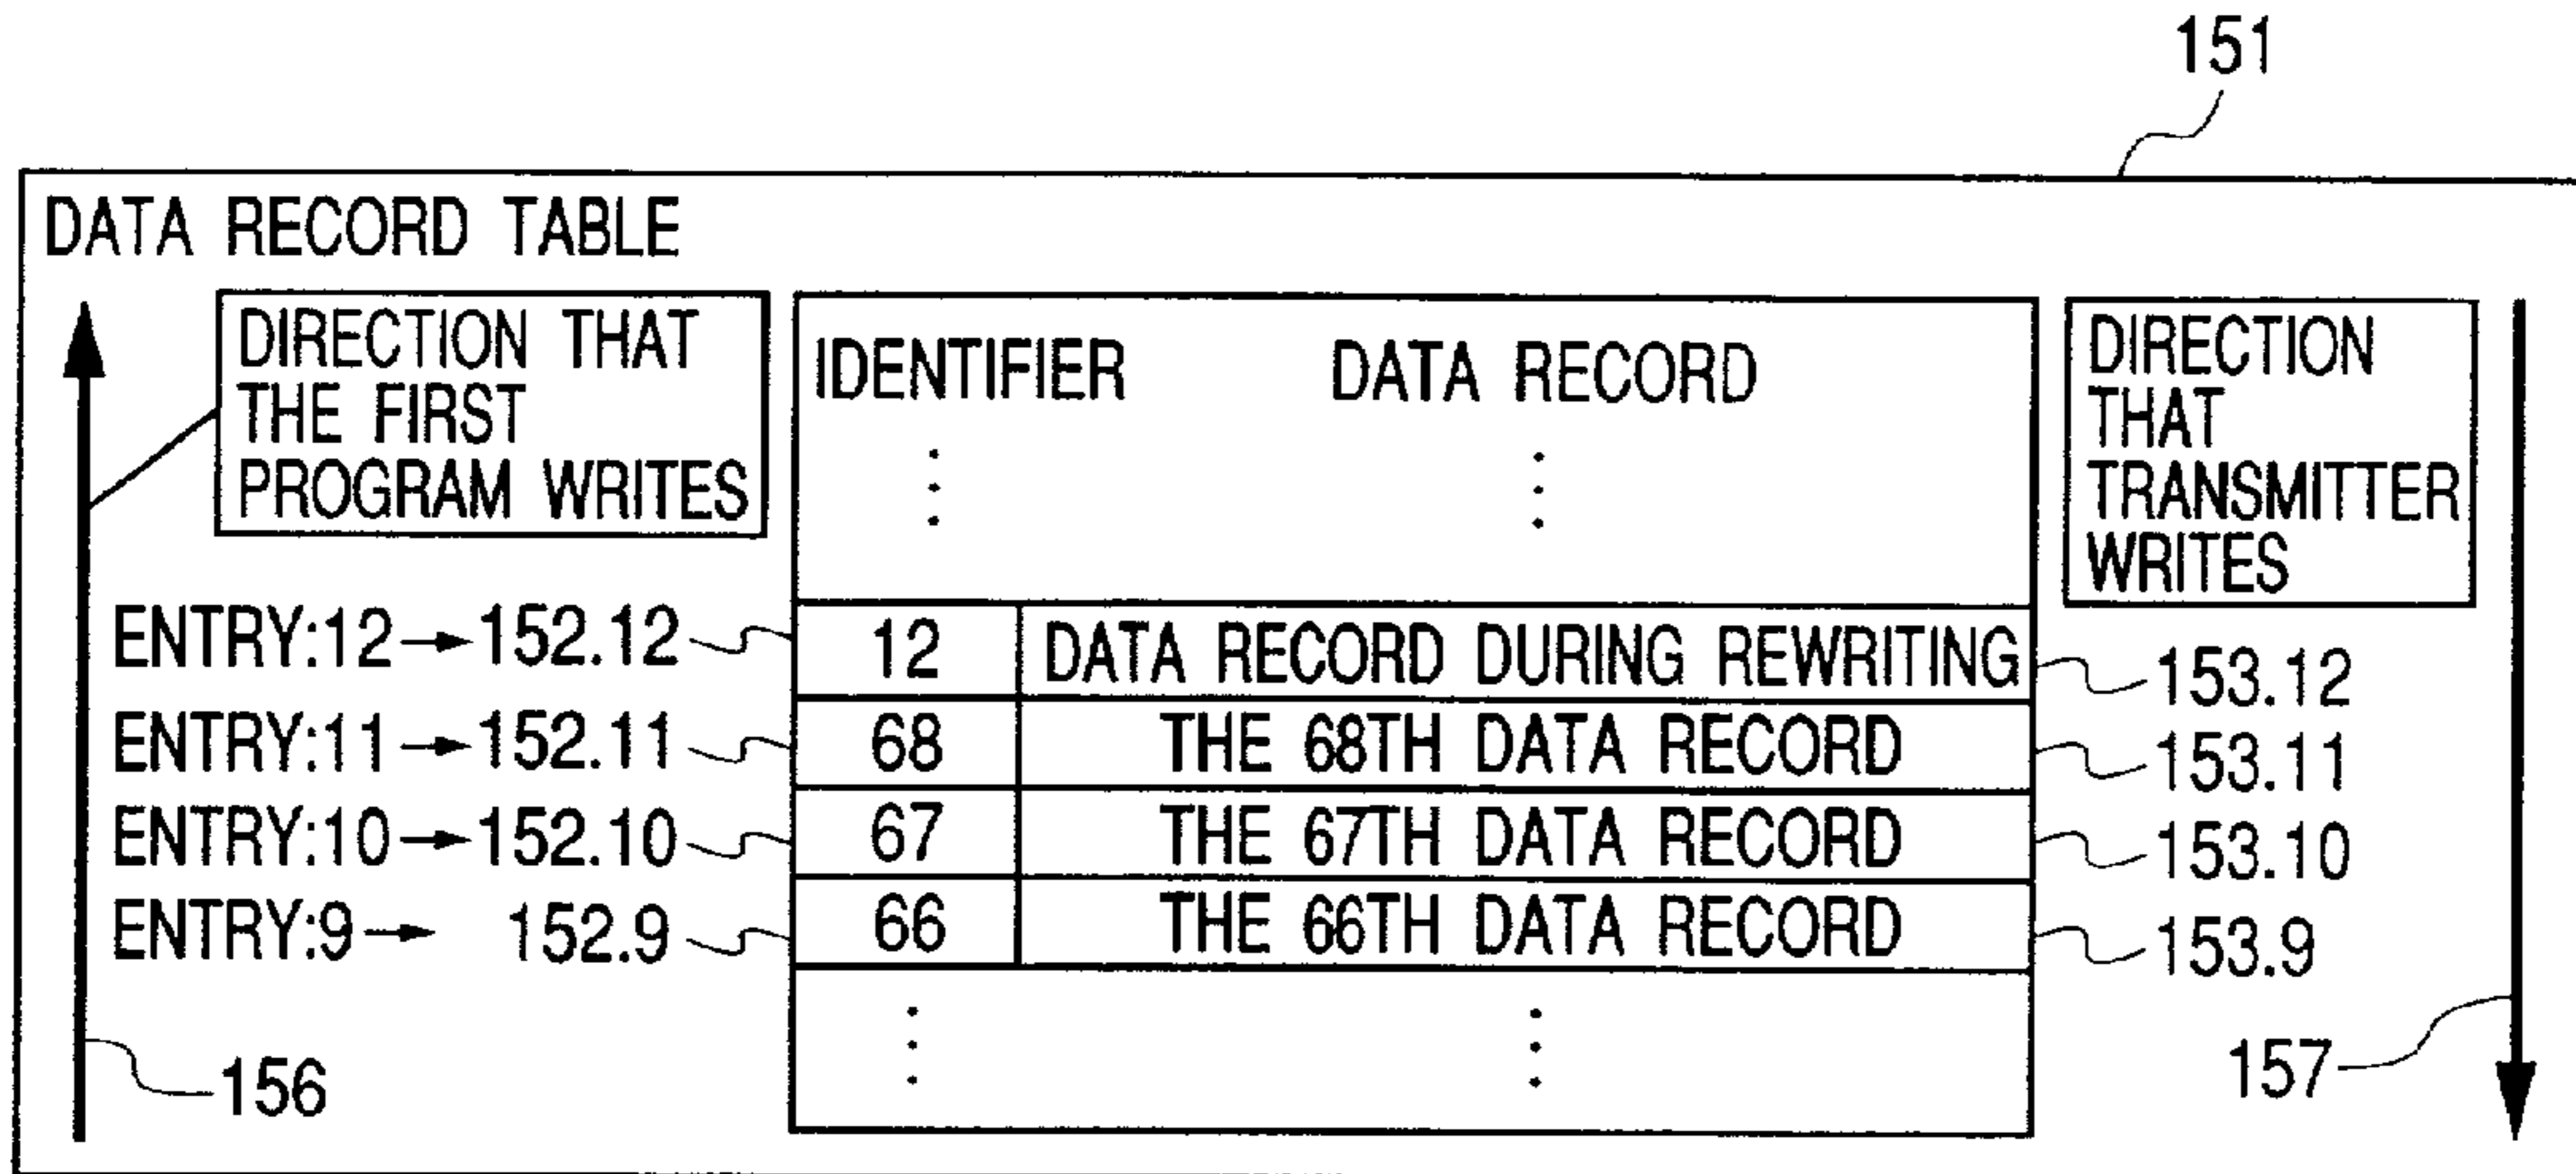 151
DATA RECORD TABLE
DIRECTION THAT
THE FIRST
PROGRAM WRITES
IDENTIFIER DATA RECORD
DIRECTION
THAT
TRANSMITTER
WRITES
ENTRY:12→152.12 12 DATA RECORD DURING REWRITING 153.12
ENTRY:11→152.11 68 THE 68TH DATA RECORD 153.11
ENTRY:10→152.10 67 THE 67TH DATA RECORD 153.10
ENTRY:9→ 152.9 66 THE 66TH DATA RECORD 153.9
156 157